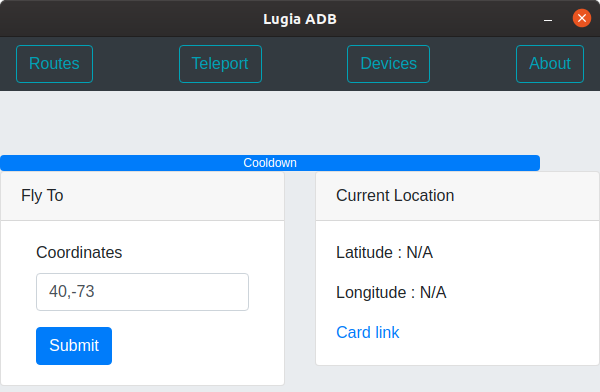 Lugia ADB
Routes
Teleport
Devices
About
Cooldown
Fly To
Coordinates
40,-73
Submit
Current Location
Latitude : N/A
Longitude : N/A
Card link